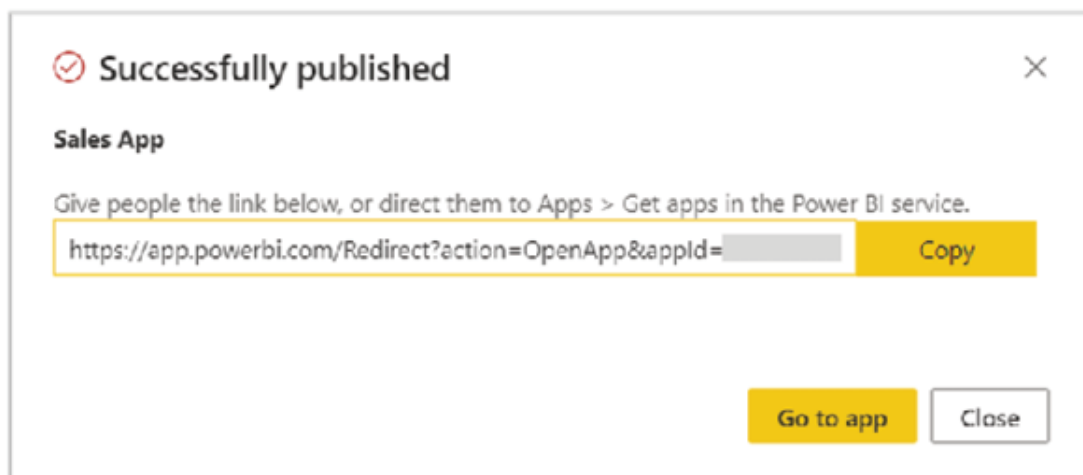 Successfully published
Sales App
Give people the link below, or direct them to Apps > Get apps in the Power BI service.
https://app.powerbi.com/Redirect?action=OpenApp&appId=
Copy
Go to app
Close